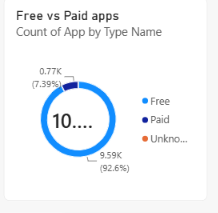 Free vs Paid apps
Count of App by Type Name
0.77K
(7.39%)
10....
Free
Paid
Unkno...
9.59K
(92.6%)